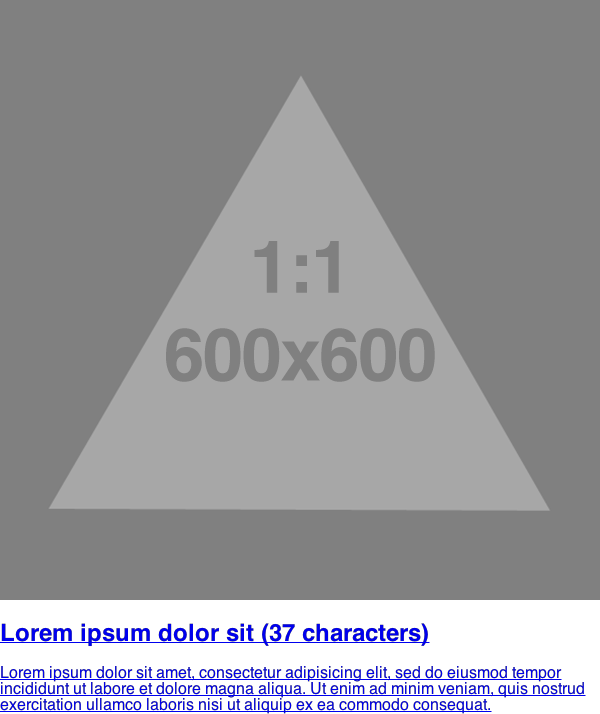 1:1
600x600
Lorem ipsum dolor sit (37 characters)
Lorem ipsum dolor sit amet, consectetur adipisicing elit, sed do eiusmod tempor
incididunt ut labore et dolore magna aliqua. Ut enim ad minim veniam, quis nostrud
exercitation ullamco laboris nisi ut aliquip ex ea commodo consequat.